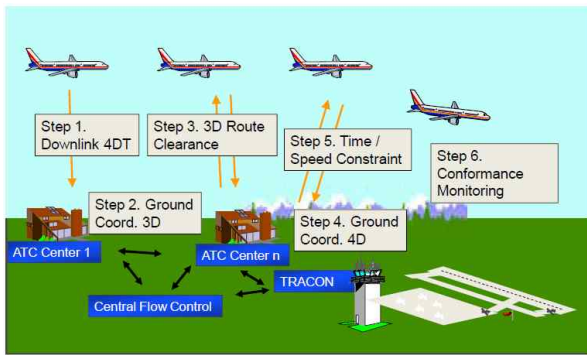 Step 1.
Downlink 4DT
Step 3. 3D Route
Clearance
Step 5. Time /
Speed Constraint
Step 6.
Conformance
Monitoring
Step 2. Ground
Coord. 3D
Step 4. Ground
Coord. 4D
ATC Center 1
ATC Center n
TRACON
Central Flow Control